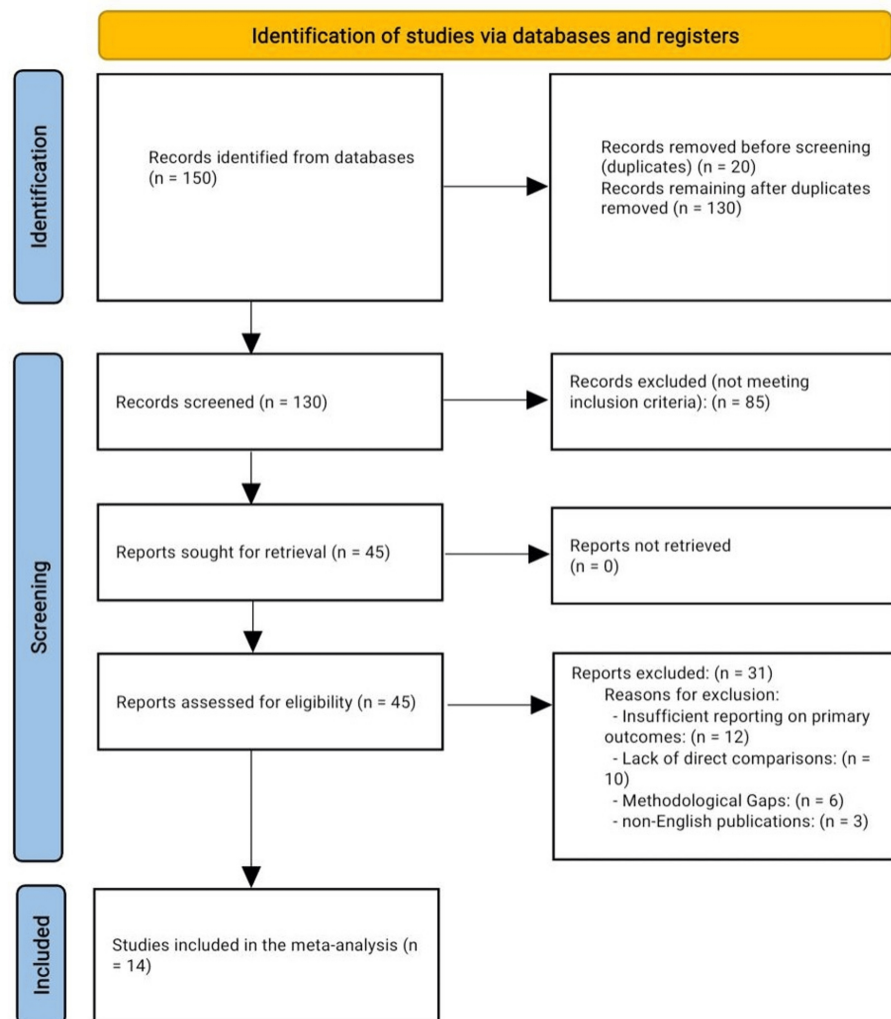 Identification of studies via databases and registers
Identification
Records identified from databases
(n = 150)
Records removed before screening
(duplicates) (n = 20)
Records remaining after duplicates
removed (n = 130)
Screening
Records screened (n = 130)
Records excluded (not meeting
inclusion criteria): (n = 85)
Reports sought for retrieval (n = 45)
Reports not retrieved
(n = 0)
Reports assessed for eligibility (n = 45)
Reports excluded: (n = 31)
Reasons for exclusion:
- Insufficient reporting on primary
outcomes: (n = 12)
- Lack of direct comparisons: (n =
10)
- Methodological Gaps: (n = 6)
- non-English publications: (n = 3)
Included
Studies included in the meta-analysis (n
= 14)